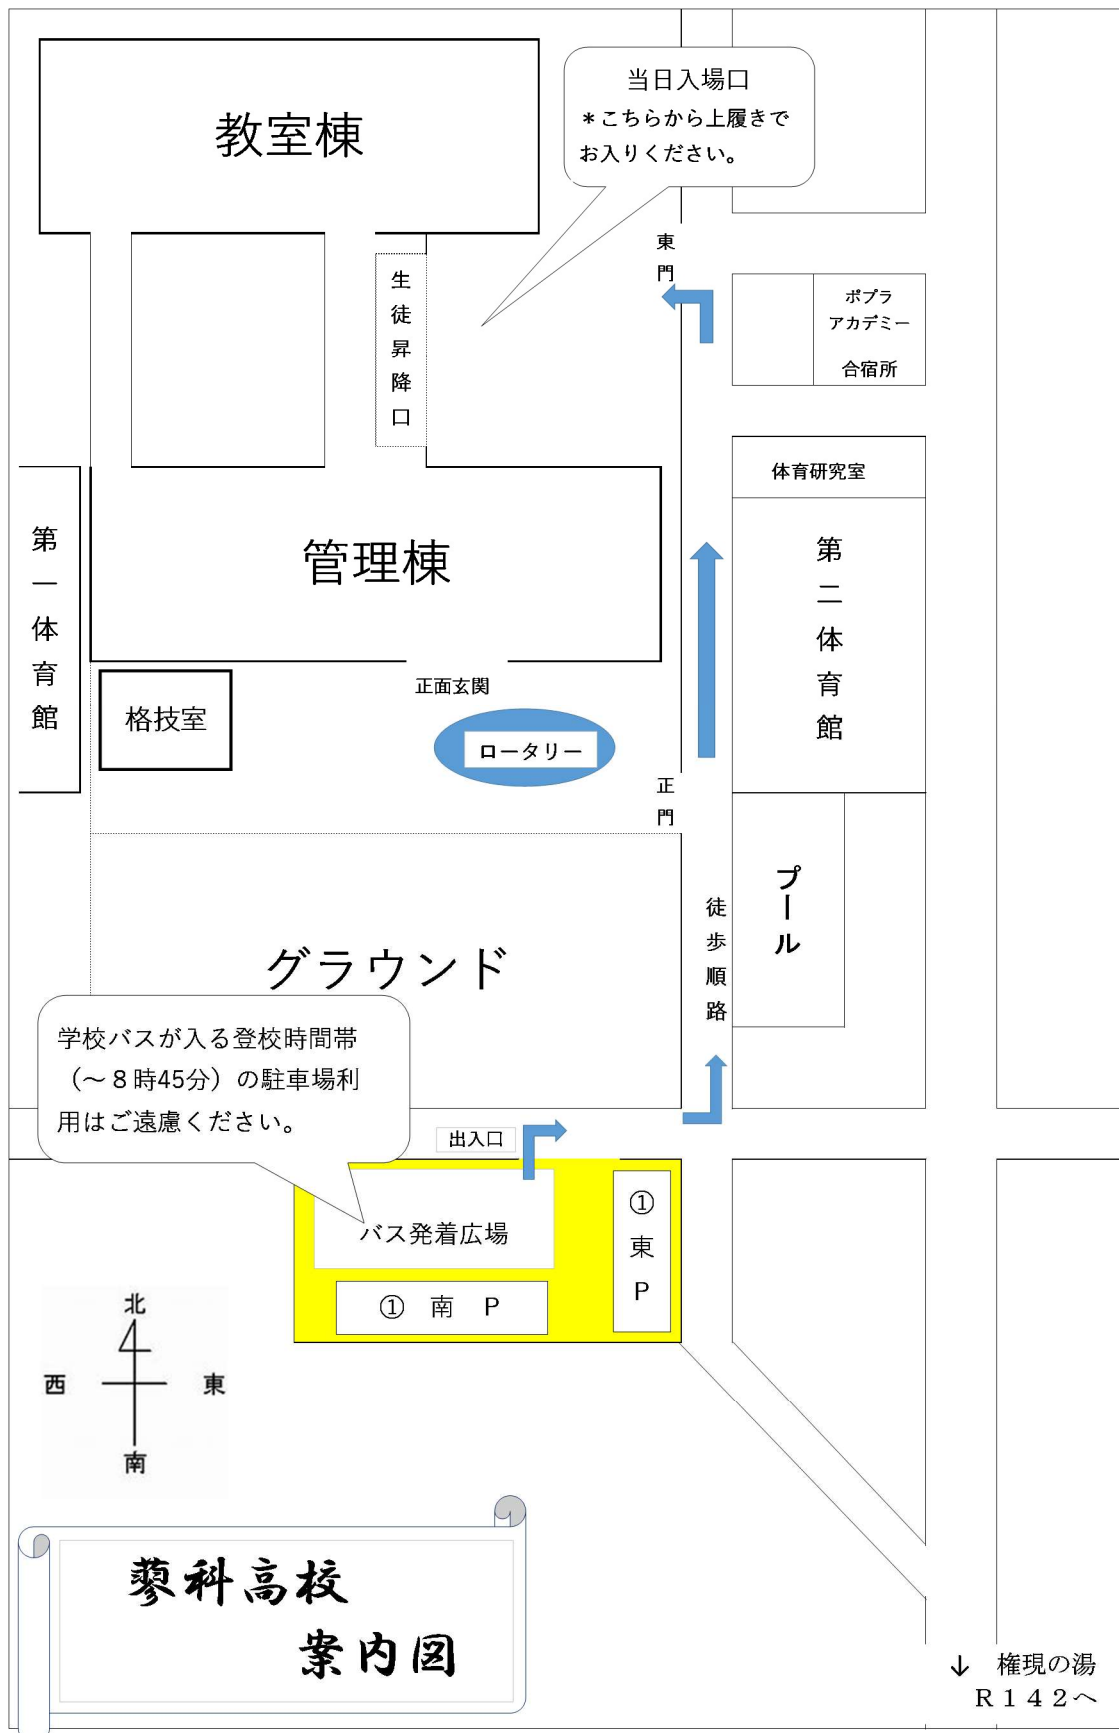 教室棟
当日入場口
＊こちらから上履きで
お入りください。
東門
生徒昇降口
ポプラ
アカデミー
合宿所
体育研究室
第一体育館
管理棟
第二体育館
正面玄関
格技室
ロータリー
正門
プール
徒歩順路
グラウンド
学校バスが入る登校時間帯
（～８時45分）の駐車場利
用はご遠慮ください。
出入口
バス発着広場
① 東 P
① 南 P
北
西
東
南
蓼科高校
案内図
↓ 権現の湯
Ｒ１４２へ